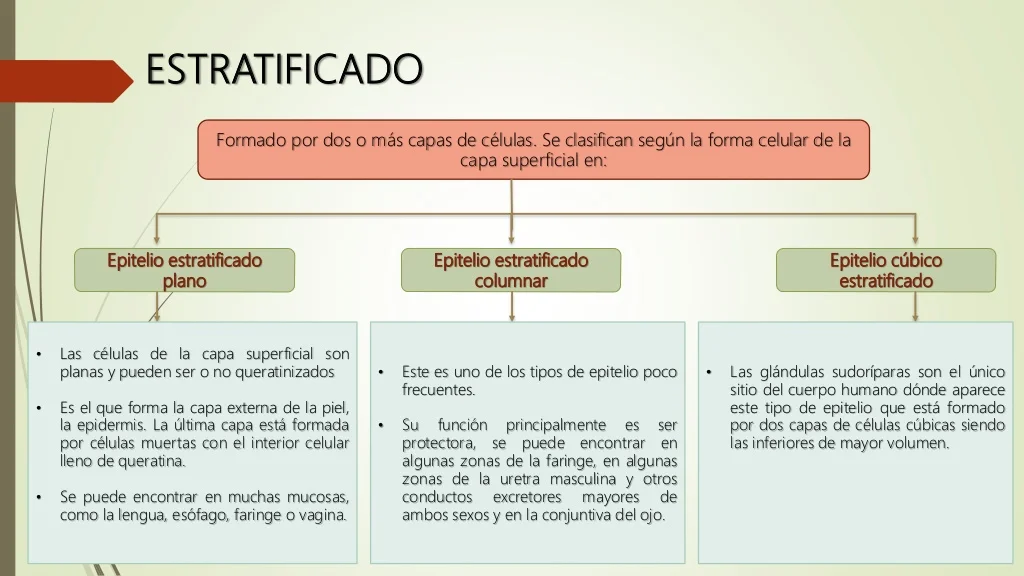 ESTRATIFICADO
Formado por dos o más capas de células. Se clasifican según la forma celular de la
capa superficial en:
Epitelio estratificado
plano
• Las células de la capa superficial son
planas y pueden ser o no queratinizados
• Es el que forma la capa externa de la piel,
la epidermis. La última capa está formada
por células muertas con el interior celular
lleno de queratina.
• Se puede encontrar en muchas mucosas,
como la lengua, esófago, faringe o vagina.
Epitelio estratificado
columnar
• Este es uno de los tipos de epitelio poco
frecuentes.
• Su función principalmente es ser
protectora, se puede encontrar en
algunas zonas de la faringe, en algunas
zonas de la uretra masculina y otros
conductos excretores mayores de
ambos sexos y en la conjuntiva del ojo.
Epitelio cúbico
estratificado
• Las glándulas sudoríparas son el único
sitio del cuerpo humano dónde aparece
este tipo de epitelio que está formado
por dos capas de células cúbicas siendo
las inferiores de mayor volumen.